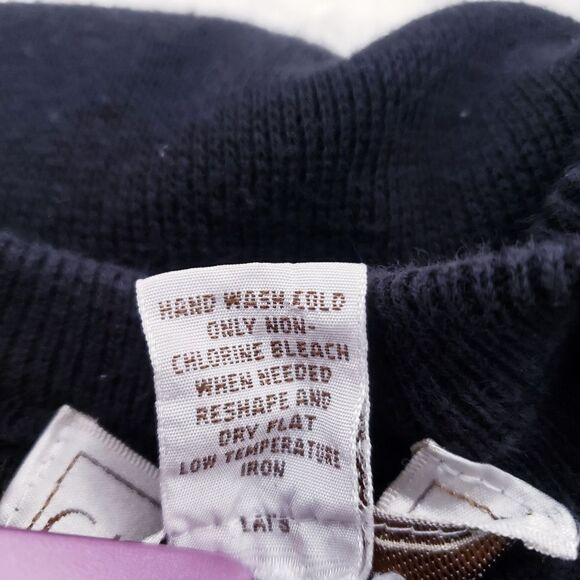 HAND WASH COLD
ONLY NON-
CHLORINE BLEACH
WHEN NEEDED
RESHAPE AND
DRY FLAT
LOW TEMPERATURE
IRON